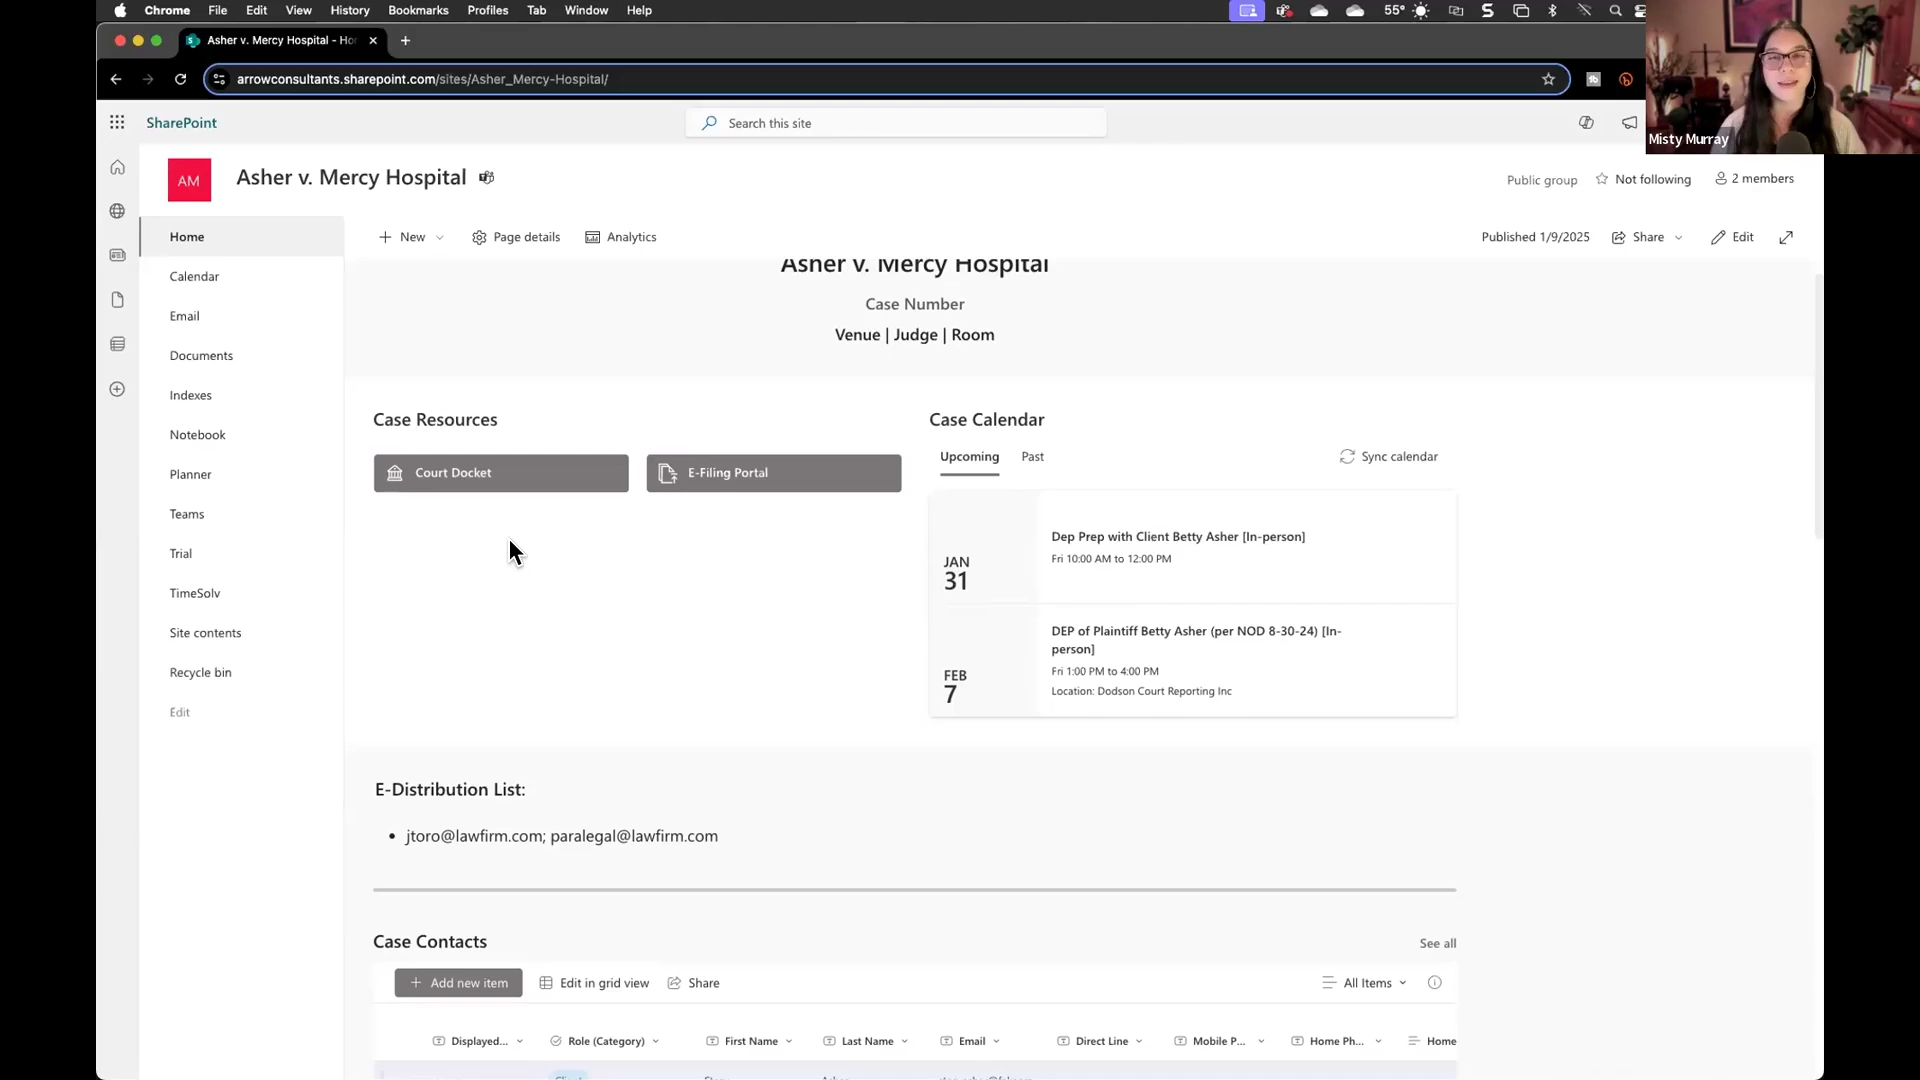 Chrome File Edit View History Bookmarks Profiles Tab Window Help
55°
Asher v. Mercy Hospital - Ho
arrowconsultants.sharepoint.com/sites/Asher_Mercy-Hospital/
Misty Murray
SharePoint
Search this site
AM
Asher v. Mercy Hospital
Public group
Not following
2 members
Home
Calendar
Email
Documents
Indexes
Notebook
Planner
Teams
Trial
TimeSolv
Site contents
Recycle bin
Edit
New
Page details
Analytics
Published 1/9/2025
Share
Edit
Asher v. Mercy Hospital
Case Number
Venue | Judge | Room
Case Resources
Court Docket
E-Filing Portal
Case Calendar
Upcoming
Past
Sync calendar
JAN
31
Dep Prep with Client Betty Asher [In-person]
Fri 10:00 AM to 12:00 PM
FEB
7
DEP of Plaintiff Betty Asher (per NOD 8-30-24) [In-
person]
Fri 1:00 PM to 4:00 PM
Location: Dodson Court Reporting Inc
E-Distribution List:
• jtoro@lawfirm.com; paralegal@lawfirm.com
Case Contacts
See all
Add new item
Edit in grid view
Share
All Items
Displayed... Role (Category) First Name Last Name Email Direct Line Mobile P... Home Ph... Home